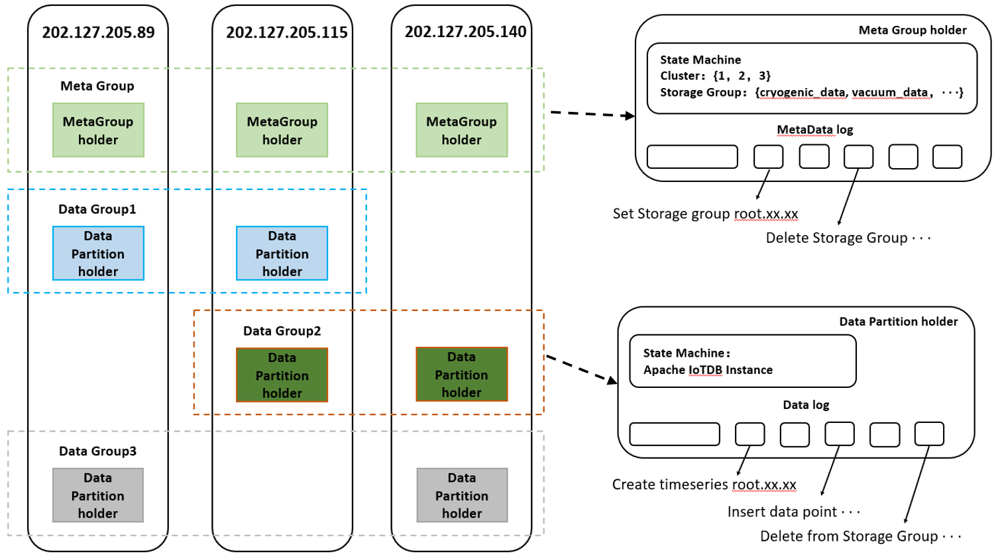 202.127.205.89
202.127.205.115
202.127.205.140
Meta Group
MetaGroup
holder
MetaGroup
holder
MetaGroup
holder
Data Group1
Data
Partition
holder
Data
Partition
holder
Data Group2
Data
Partition
holder
Data
Partition
holder
Data Group3
Data
Partition
holder
Data
Partition
holder
Meta Group holder
State Machine
Cluster: {1, 2, 3}
Storage Group: {cryogenic_data, vacuum_data, ···}
MetaData log
Set Storage group root.xx.xx
Delete Storage Group ···
Data Partition holder
State Machine:
Apache IoTDB Instance
Data log
Create timeseries root.xx.xx
Insert data point ···
Delete from Storage Group ···